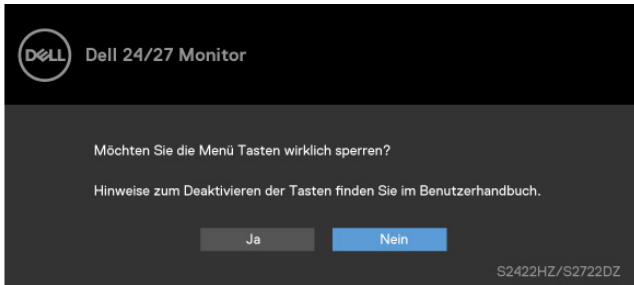 DELL Dell 24/27 Monitor
Möchten Sie die Menü Tasten wirklich sperren?
Hinweise zum Deaktivieren der Tasten finden Sie im Benutzerhandbuch.
Ja Nein
S2422HZ/S2722DZ